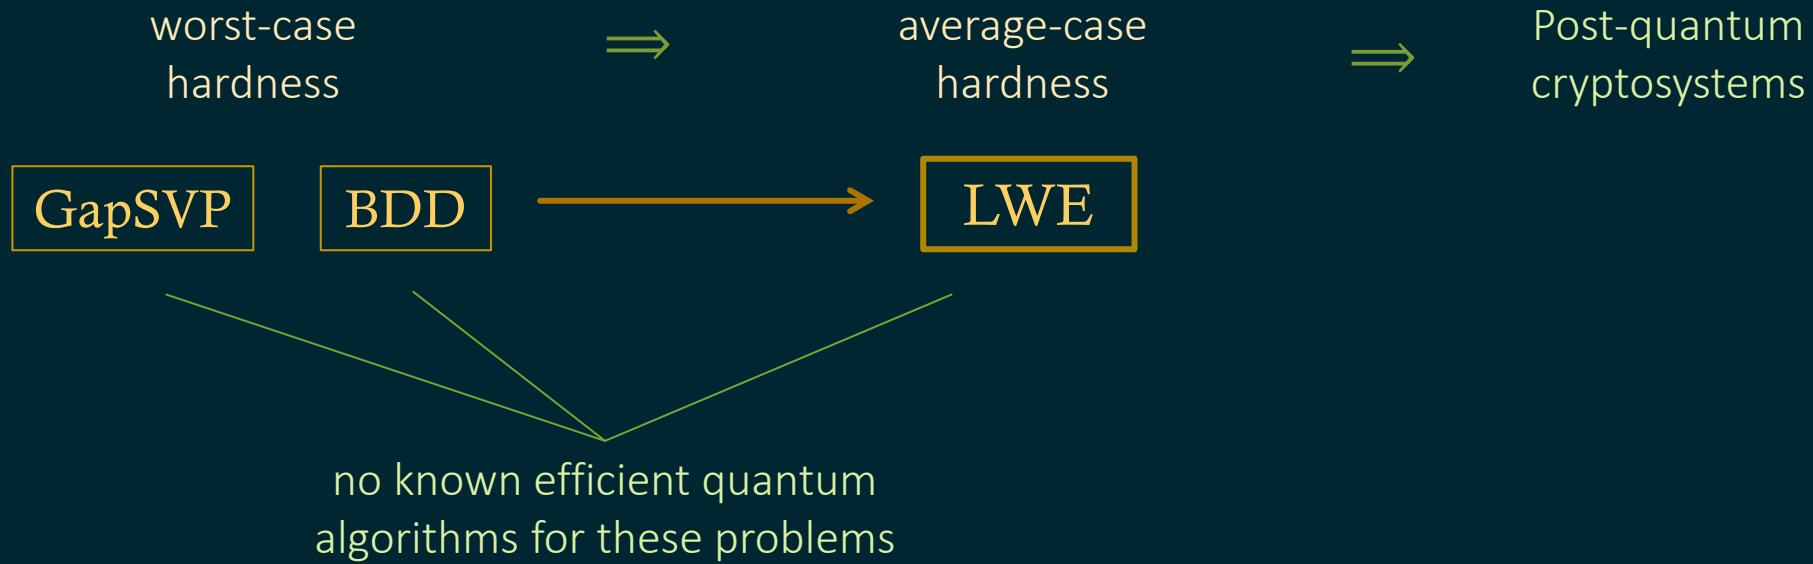 worst-case
hardness
⇒
average-case
hardness
⇒
Post-quantum
cryptosystems
GapSVP
BDD
LWE
no known efficient quantum
algorithms for these problems